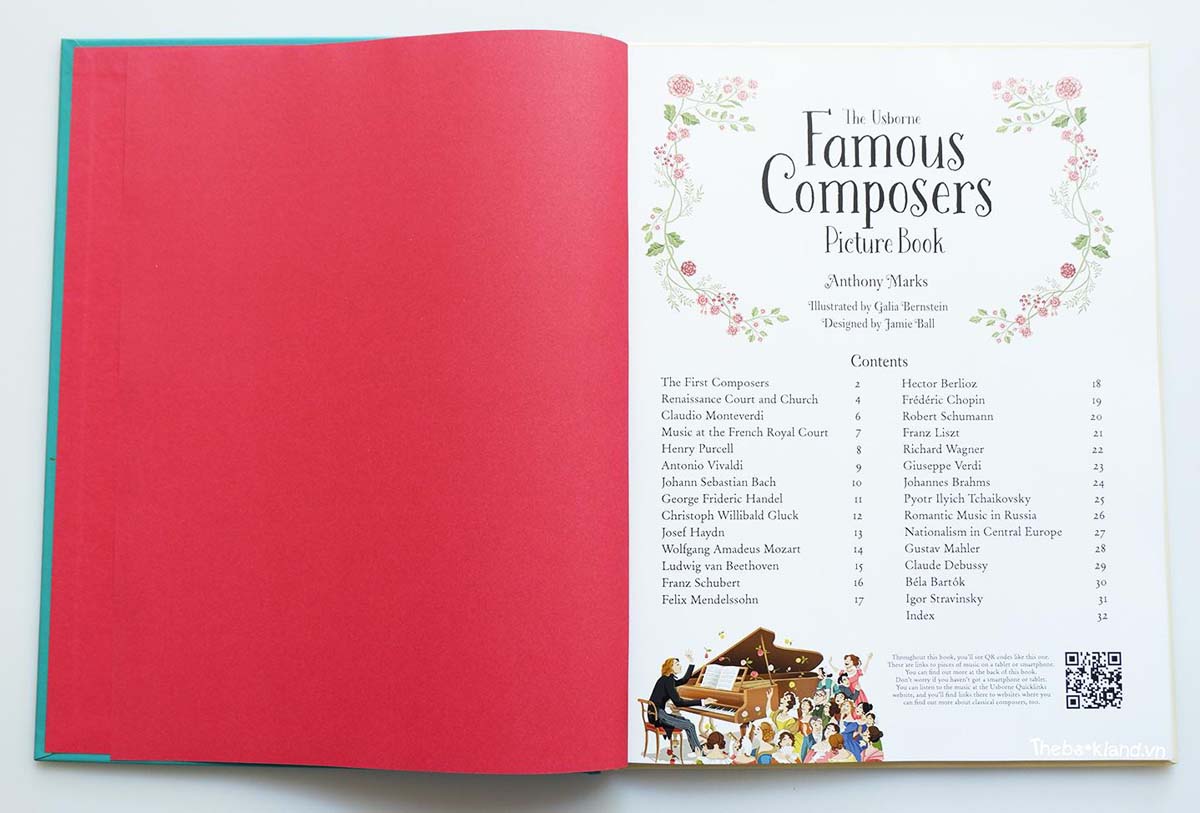 The Usborne
Famous
Composers
Picture Book
Anthony Marks
Illustrated by Galia Bernstein
Designed by Jamie Ball
Contents
The First Composers 2
Renaissance Court and Church 4
Claudio Monteverdi 6
Music at the French Royal Court 7
Henry Purcell 8
Antonio Vivaldi 9
Johann Sebastian Bach 10
George Frideric Handel 11
Christoph Willibald Gluck 12
Josef Haydn 13
Wolfgang Amadeus Mozart 14
Ludwig van Beethoven 15
Franz Schubert 16
Felix Mendelssohn 17
Hector Berlioz 18
Frédéric Chopin 19
Robert Schumann 20
Franz Liszt 21
Richard Wagner 22
Giuseppe Verdi 23
Johannes Brahms 24
Pyotr Ilyich Tchaikovsky 25
Romantic Music in Russia 26
Nationalism in Central Europe 27
Gustav Mahler 28
Claude Debussy 29
Béla Bartók 30
Igor Stravinsky 31
Index 32
Throughout this book, you'll see QR codes like this one.
These are links to pieces of music on a tablet or smartphone.
You can find out more at the back of this book.
Don't worry if you haven't got a smartphone or tablet.
You can listen to the music at the Usborne Quicklinks
website, and you'll find links there to websites where you
can find out more about classical composers, too.
Theba*kland.vn